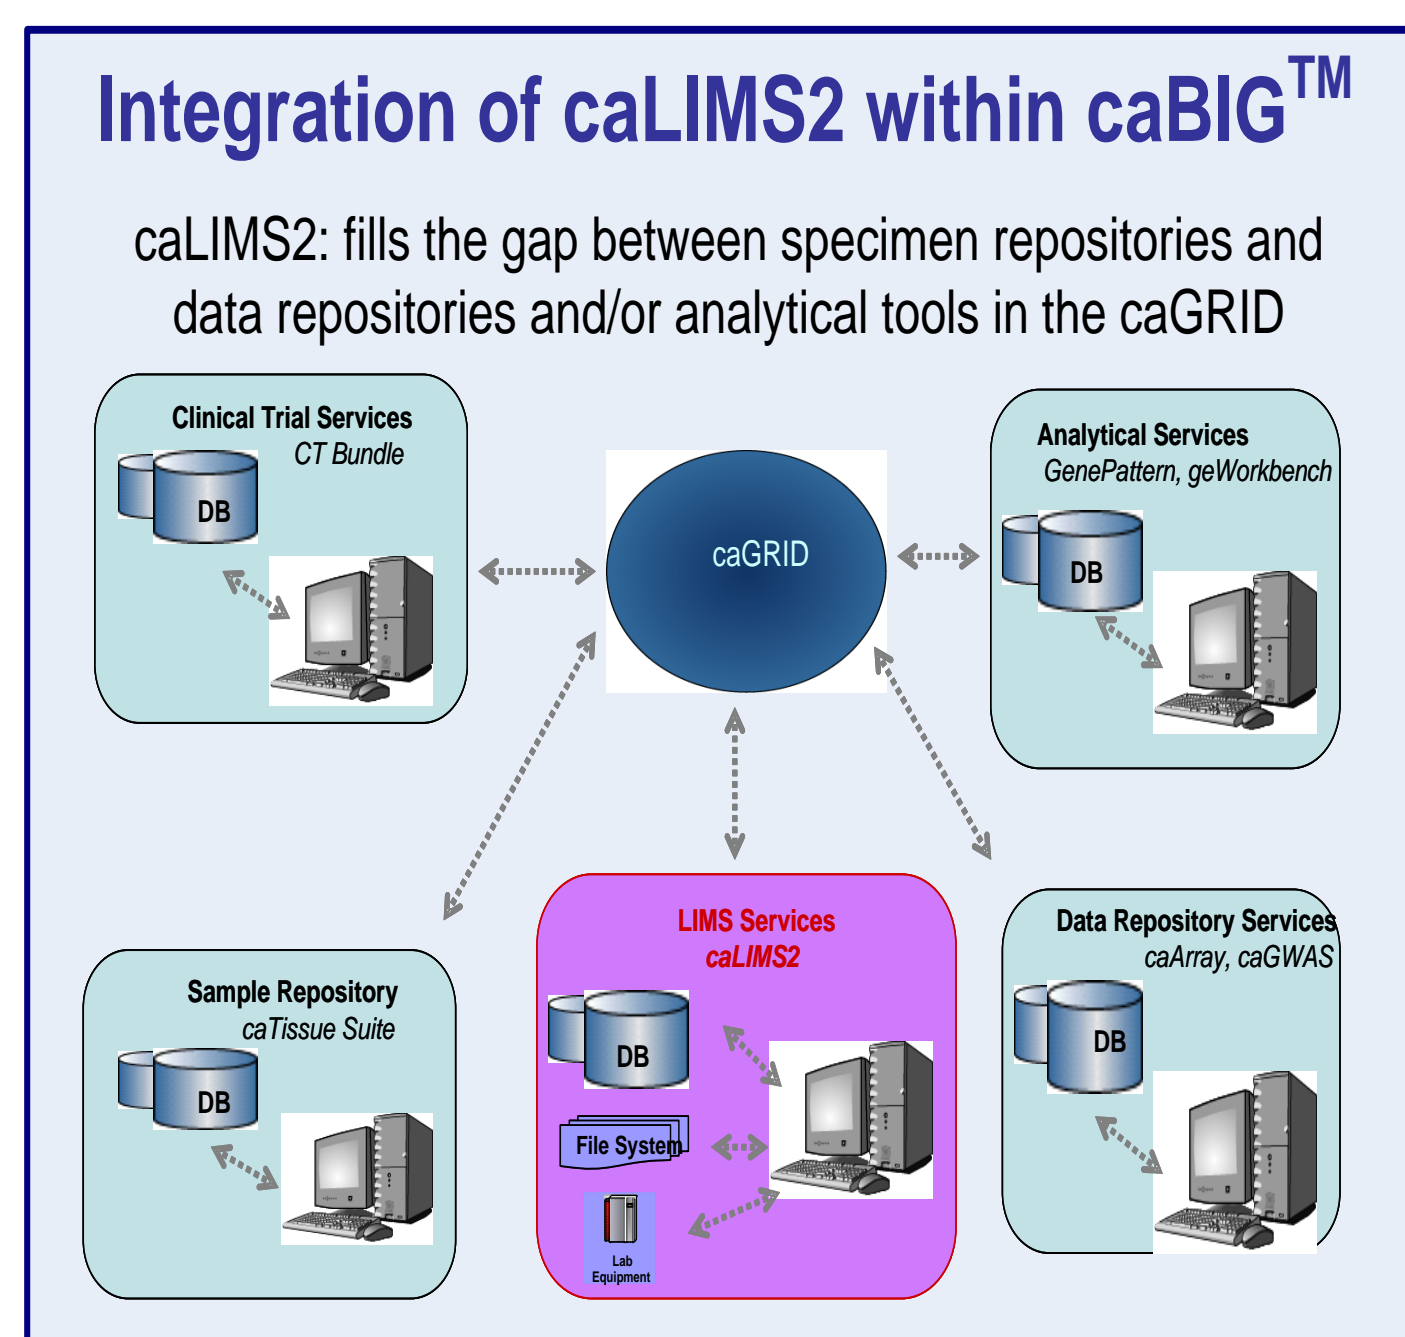 Integration of caLIMS2 within caBIG™
caLIMS2: fills the gap between specimen repositories and
data repositories and/or analytical tools in the caGRID
Clinical Trial Services
CT Bundle
DB
caGRID
Analytical Services
GenePattern, geWorkbench
DB
Sample Repository
caTissue Suite
DB
LIMS Services
caLIMS2
DB
File System
Lab
Equipment
Data Repository Services
caArray, caGWAS
DB